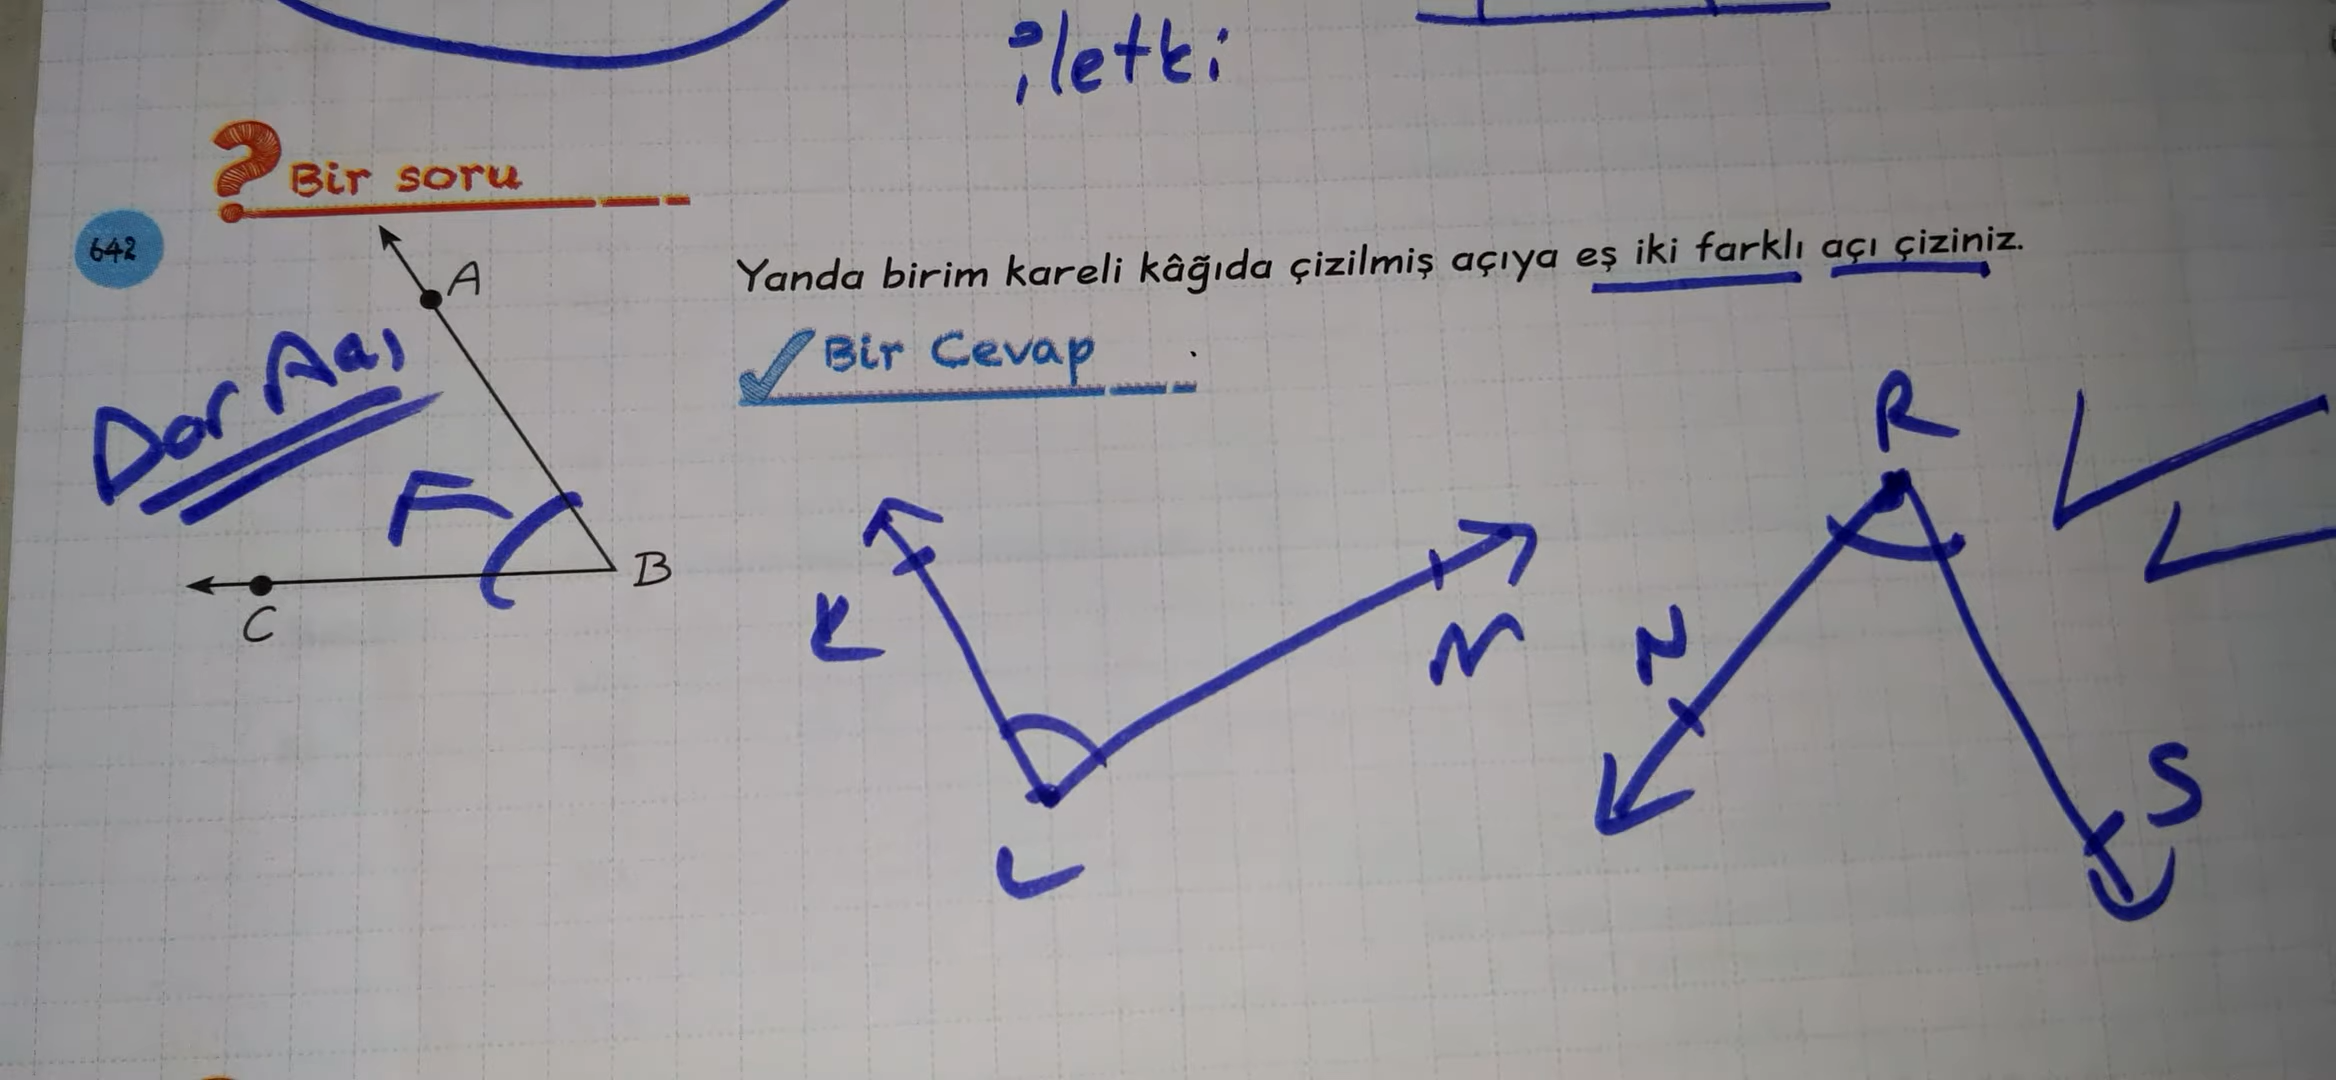 iletki
? Bir soru
642
A
Yanda birim kareli kâğıda çizilmiş açıya eş iki farklı açı çiziniz.
Bir Cevap
Dar Açı
B
C
R
K
M
N
L
S